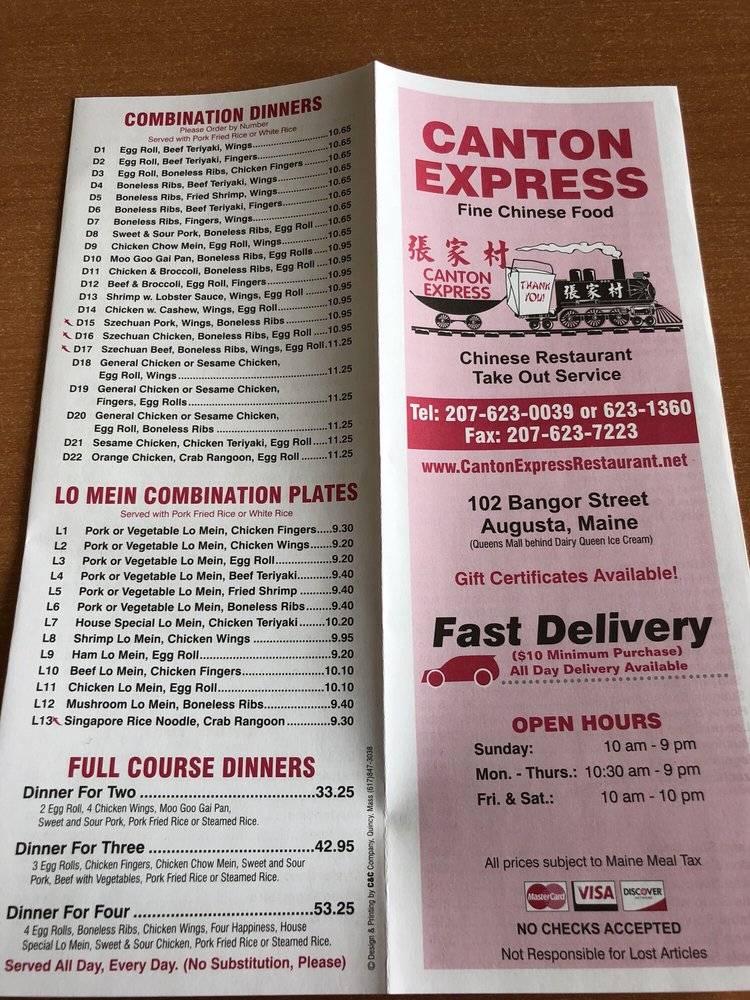 COMBINATION DINNERS
Please Order by Number
Served with Pork Fried Rice or White Rice
D1 Egg Roll, Beef Teriyaki, Wings..................10.65
D2 Egg Roll, Beef Teriyaki, Fingers................10.65
D3 Egg Roll, Boneless Ribs, Chicken Fingers........10.65
D4 Boneless Ribs, Beef Teriyaki, Wings.............10.65
D5 Boneless Ribs, Fried Shrimp, Wings..............10.65
D6 Boneless Ribs, Beef Teriyaki, Fingers...........10.65
D7 Boneless Ribs, Fingers, Wings...................10.65
D8 Sweet & Sour Pork, Boneless Ribs, Egg Roll ....10.65
D9 Chicken Chow Mein, Egg Roll, Wings..............10.65
D10 Moo Goo Gai Pan, Boneless Ribs, Egg Rolls ....10.95
D11 Chicken & Broccoli, Boneless Ribs, Egg Roll ...10.95
D12 Beef & Broccoli, Egg Roll, Fingers.............10.95
D13 Shrimp w. Lobster Sauce, Wings, Egg Roll ......10.95
D14 Chicken w. Cashew, Wings, Egg Roll.............10.95
D15 Szechuan Pork, Wings, Boneless Ribs ...........10.95
D16 Szechuan Chicken, Boneless Ribs, Egg Roll ....10.95
D17 Szechuan Beef, Boneless Ribs, Wings, Egg Roll.11.25
D18 General Chicken or Sesame Chicken,
Egg Roll, Wings....................11.25
D19 General Chicken or Sesame Chicken,
Fingers, Egg Rolls.................11.25
D20 General Chicken or Sesame Chicken,
Egg Roll, Boneless Ribs ...........11.25
D21 Sesame Chicken, Chicken Teriyaki, Egg Roll ....11.25
D22 Orange Chicken, Crab Rangoon, Egg Roll ........11.25
LO MEIN COMBINATION PLATES
Served with Pork Fried Rice or White Rice
L1 Pork or Vegetable Lo Mein, Chicken Fingers.....9.30
L2 Pork or Vegetable Lo Mein, Chicken Wings.......9.20
L3 Pork or Vegetable Lo Mein, Egg Roll............9.20
L4 Pork or Vegetable Lo Mein, Beef Teriyaki.......9.40
L5 Pork or Vegetable Lo Mein, Fried Shrimp .......9.40
L6 Pork or Vegetable Lo Mein, Boneless Ribs.......9.40
L7 House Special Lo Mein, Chicken Teriyaki......10.20
L8 Shrimp Lo Mein, Chicken Wings .................9.95
L9 Ham Lo Mein, Egg Roll..........................9.20
L10 Beef Lo Mein, Chicken Fingers................10.10
L11 Chicken Lo Mein, Egg Roll....................10.10
L12 Mushroom Lo Mein, Boneless Ribs...............9.40
L13 Singapore Rice Noodle, Crab Rangoon ..........9.30
FULL COURSE DINNERS
Dinner For Two ..........................33.25
2 Egg Roll, 4 Chicken Wings, Moo Goo Gai Pan,
Sweet and Sour Pork, Pork Fried Rice or Steamed Rice.
Dinner For Three ........................42.95
3 Egg Rolls, Chicken Fingers, Chicken Chow Mein, Sweet and Sour
Pork, Beef with Vegetables, Pork Fried Rice or Steamed Rice.
Dinner For Four .........................53.25
4 Egg Rolls, Boneless Ribs, Chicken Wings, Four Happiness, House
Special Lo Mein, Sweet & Sour Chicken, Pork Fried Rice or Steamed Rice.
Served All Day, Every Day. (No Substitution, Please)
© Design & Printing by C&C Company, Quincy, Mass (617)847-3038
CANTON
EXPRESS
Fine Chinese Food
張家村
CANTON
EXPRESS
THANK
YOU!
張家村
Chinese Restaurant
Take Out Service
Tel: 207-623-0039 or 623-1360
Fax: 207-623-7223
www.CantonExpressRestaurant.net
102 Bangor Street
Augusta, Maine
(Queens Mall behind Dairy Queen Ice Cream)
Gift Certificates Available!
Fast Delivery
($10 Minimum Purchase)
All Day Delivery Available
OPEN HOURS
Sunday: 10 am - 9 pm
Mon. - Thurs.: 10:30 am - 9 pm
Fri. & Sat.: 10 am - 10 pm
All prices subject to Maine Meal Tax
MasterCard VISA DISCOVER NETWORK
NO CHECKS ACCEPTED
Not Responsible for Lost Articles